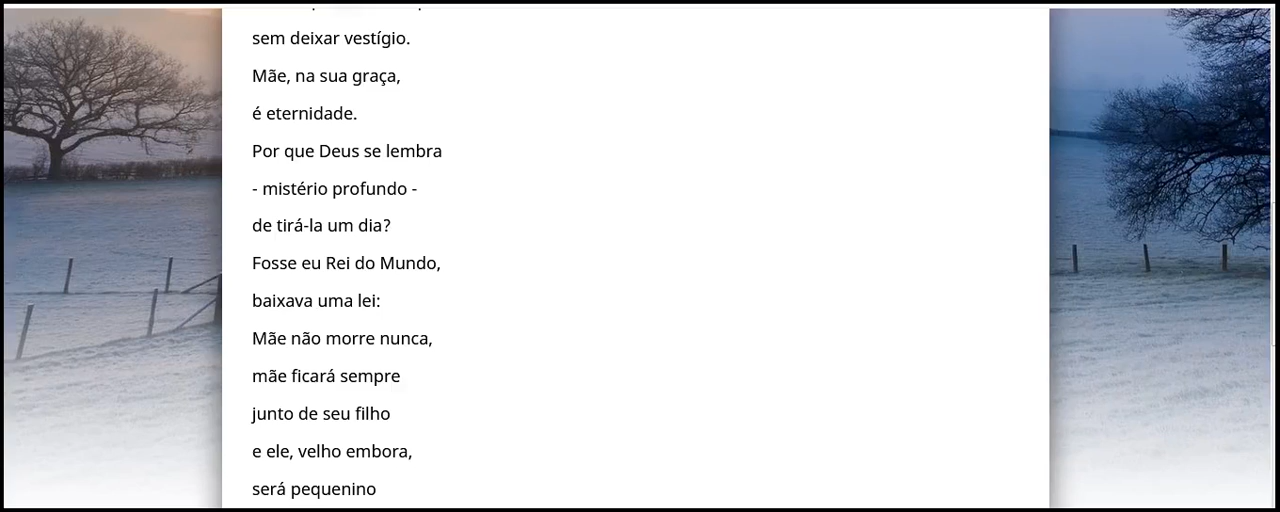 sem deixar vestígio.
Mãe, na sua graça,
é eternidade.
Por que Deus se lembra
- mistério profundo -
de tirá-la um dia?
Fosse eu Rei do Mundo,
baixava uma lei:
Mãe não morre nunca,
mãe ficará sempre
junto de seu filho
e ele, velho embora,
será pequenino